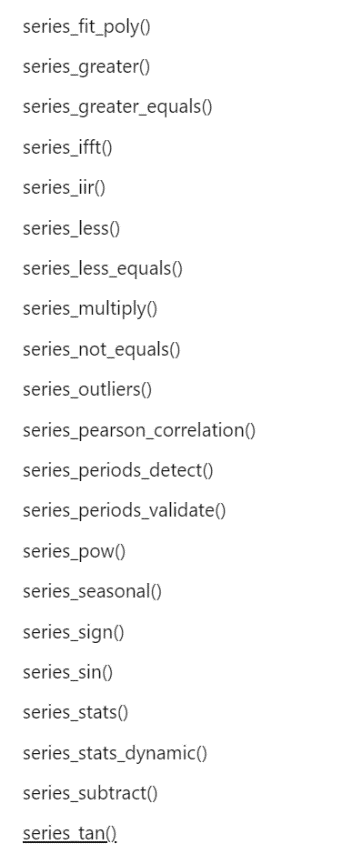 series_fit_poly()
series_greater()
series_greater_equals()
series_ifft()
series_iir()
series_less()
series_less_equals()
series_multiply()
series_not_equals()
series_outliers()
series_pearson_correlation()
series_periods_detect()
series_periods_validate()
series_pow()
series_seasonal()
series_sign()
series_sin()
series_stats()
series_stats_dynamic()
series_subtract()
series_tan()